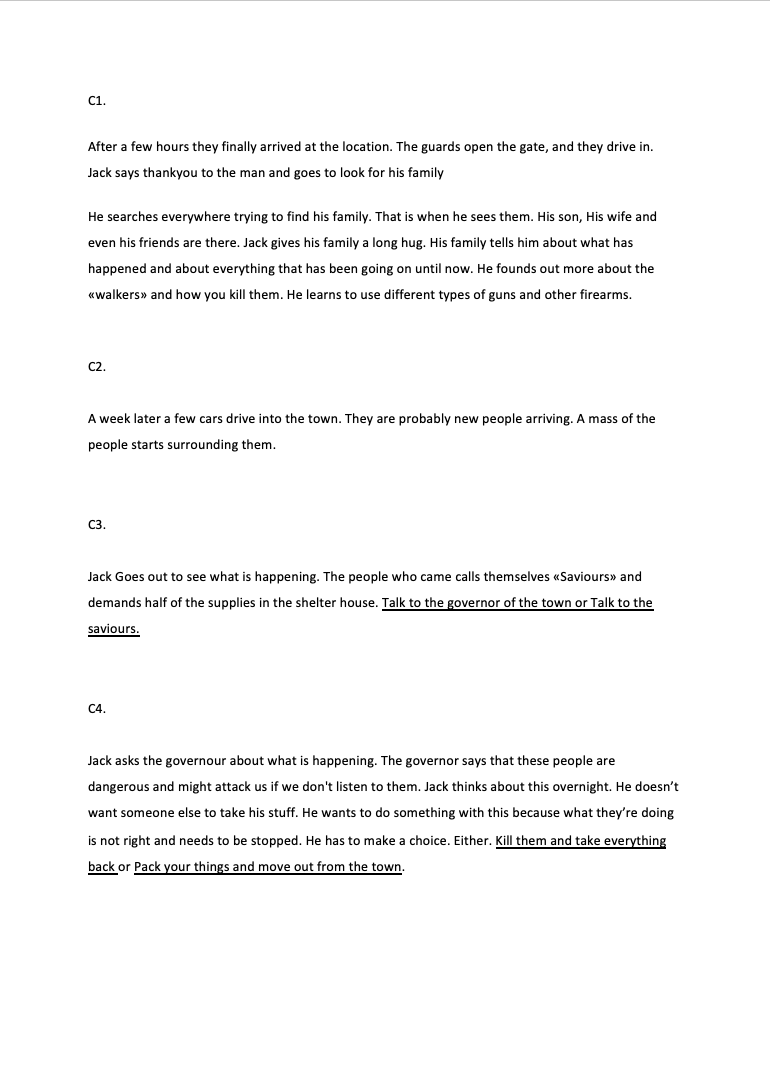 C1.
After a few hours they finally arrived at the location. The guards open the gate, and they drive in.
Jack says thankyou to the man and goes to look for his family
He searches everywhere trying to find his family. That is when he sees them. His son, His wife and
even his friends are there. Jack gives his family a long hug. His family tells him about what has
happened and about everything that has been going on until now. He founds out more about the
«walkers» and how you kill them. He learns to use different types of guns and other firearms.
C2.
A week later a few cars drive into the town. They are probably new people arriving. A mass of the
people starts surrounding them.
C3.
Jack Goes out to see what is happening. The people who came calls themselves «Saviours» and
demands half of the supplies in the shelter house. Talk to the governor of the town or Talk to the
saviours.
C4.
Jack asks the governour about what is happening. The governor says that these people are
dangerous and might attack us if we don't listen to them. Jack thinks about this overnight. He doesn’t
want someone else to take his stuff. He wants to do something with this because what they’re doing
is not right and needs to be stopped. He has to make a choice. Either. Kill them and take everything
back or Pack your things and move out from the town.